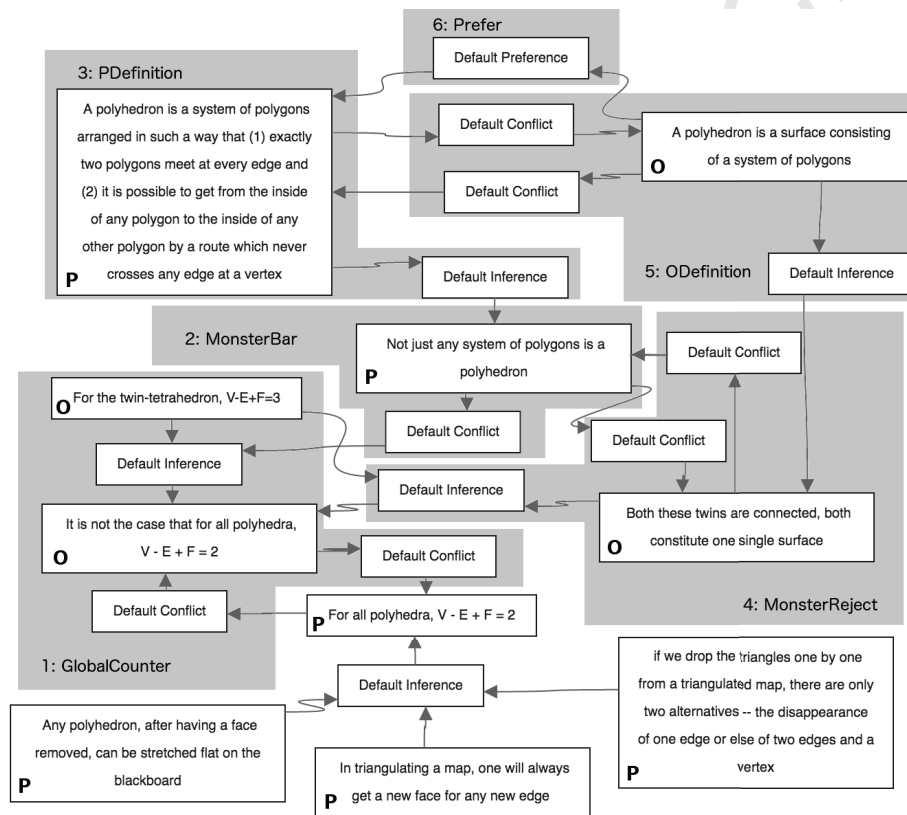 6: Prefer
Default Preference
3: PDefinition
A polyhedron is a system of polygons
arranged in such a way that (1) exactly
two polygons meet at every edge and
(2) it is possible to get from the inside
of any polygon to the inside of any
other polygon by a route which never
crosses any edge at a vertex
P
Default Conflict
Default Conflict
A polyhedron is a surface consisting
of a system of polygons
O
Default Inference
5: ODefinition
Default Inference
2: MonsterBar
Not just any system of polygons is a
polyhedron
P
Default Conflict
Default Conflict
Default Conflict
For the twin-tetrahedron, V-E+F=3
O
Default Inference
Default Inference
It is not the case that for all polyhedra,
V - E + F = 2
O
Both these twins are connected, both
constitute one single surface
O
4: MonsterReject
Default Conflict
Default Conflict
For all polyhedra, V - E + F = 2
P
1: GlobalCounter
Default Inference
Any polyhedron, after having a face
removed, can be stretched flat on the
blackboard
P
In triangulating a map, one will always
get a new face for any new edge
P
if we drop the triangles one by one
from a triangulated map, there are only
two alternatives -- the disappearance
of one edge or else of two edges and a
vertex
P